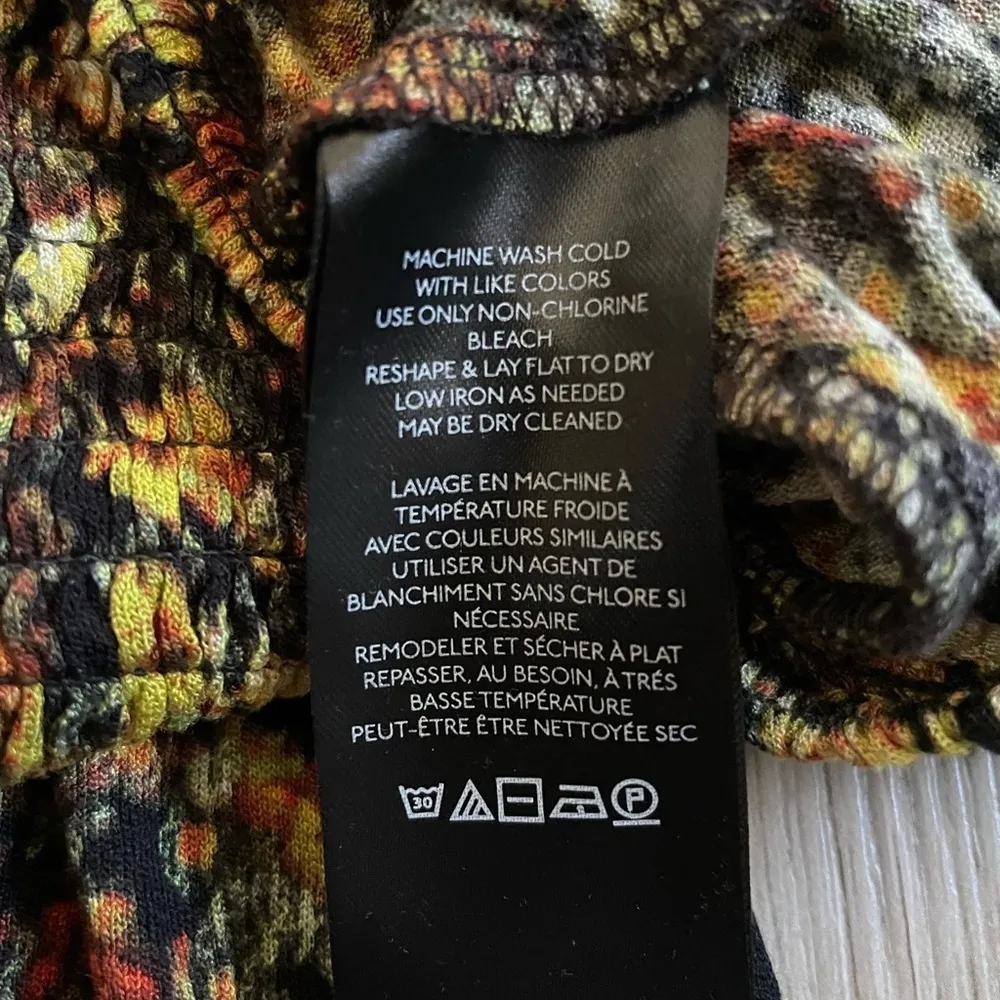 MACHINE WASH COLD
WITH LIKE COLORS
USE ONLY NON-CHLORINE
BLEACH
RESHAPE & LAY FLAT TO DRY
LOW IRON AS NEEDED
MAY BE DRY CLEANED
LAVAGE EN MACHINE À
TEMPÉRATURE FROIDE
AVEC COULEURS SIMILAIRES
UTILISER UN AGENT DE
BLANCHIMENT SANS CHLORE SI
NÉCESSAIRE
REMODELER ET SÉCHER À PLAT
REPASSER, AU BESOIN, À TRÉS
BASSE TEMPÉRATURE
PEUT-ÊTRE ÊTRE NETTOYÉE SEC
30 P